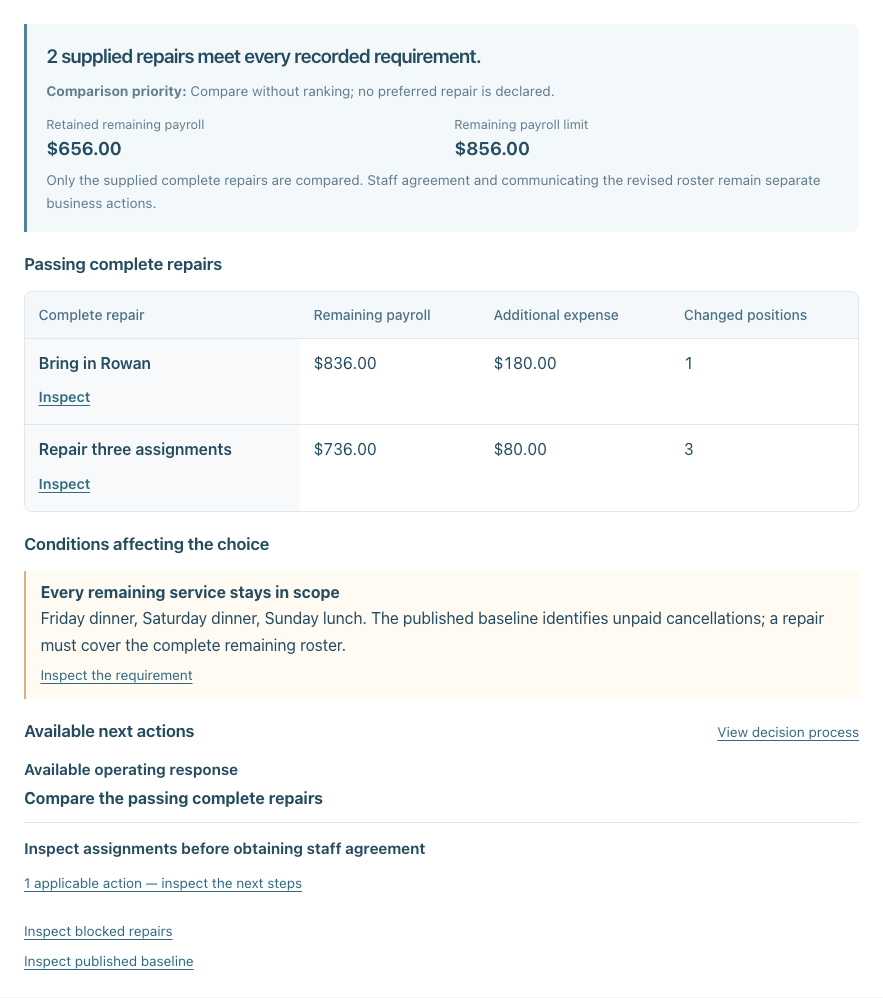 2 supplied repairs meet every recorded requirement.
Comparison priority: Compare without ranking; no preferred repair is declared.
Retained remaining payroll
$656.00
Remaining payroll limit
$856.00
Only the supplied complete repairs are compared. Staff agreement and communicating the revised roster remain separate
business actions.
Passing complete repairs
Complete repair Remaining payroll Additional expense Changed positions
Bring in Rowan $836.00 $180.00 1
Inspect
Repair three assignments $736.00 $80.00 3
Inspect
Conditions affecting the choice
Every remaining service stays in scope
Friday dinner, Saturday dinner, Sunday lunch. The published baseline identifies unpaid cancellations; a repair
must cover the complete remaining roster.
Inspect the requirement
Available next actions
View decision process
Available operating response
Compare the passing complete repairs
Inspect assignments before obtaining staff agreement
1 applicable action — inspect the next steps
Inspect blocked repairs
Inspect published baseline